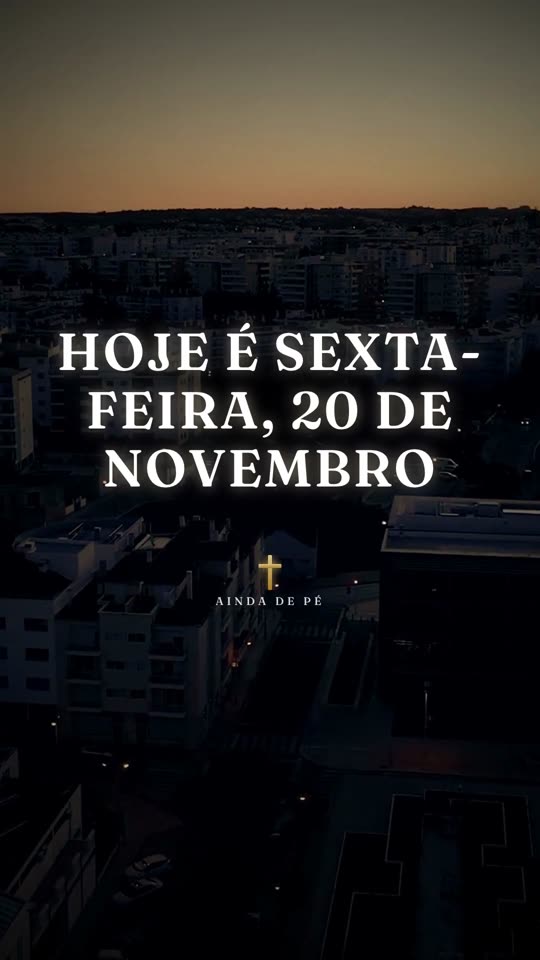 HOJE É SEXTA-
FEIRA, 20 DE
NOVEMBRO
AINDA DE PÉ